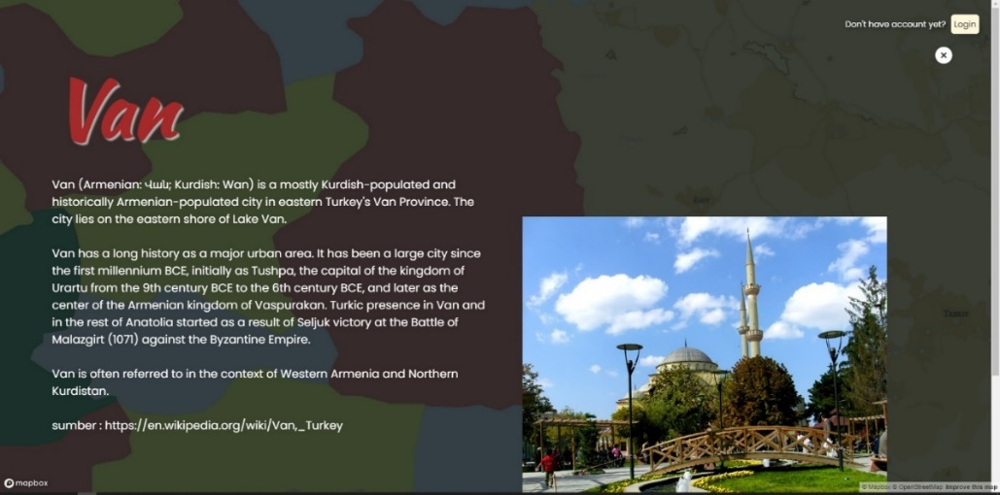 Don't have account yet? Login
Van
Van (Armenian: Վան; Kurdish: Wan) is a mostly Kurdish-populated and
historically Armenian-populated city in eastern Turkey's Van Province. The
city lies on the eastern shore of Lake Van.
Van has a long history as a major urban area. It has been a large city since
the first millennium BCE, initially as Tushpa, the capital of the kingdom of
Urartu from the 9th century BCE to the 6th century BCE, and later as the
center of the Armenian kingdom of Vaspurakan. Turkic presence in Van and
in the rest of Anatolia started as a result of Seljuk victory at the Battle of
Malazgirt (1071) against the Byzantine Empire.
Van is often referred to in the context of Western Armenia and Northern
Kurdistan.
sumber : https://en.wikipedia.org/wiki/Van,_Turkey
mapbox
© Mapbox © OpenStreetMap Improve this map